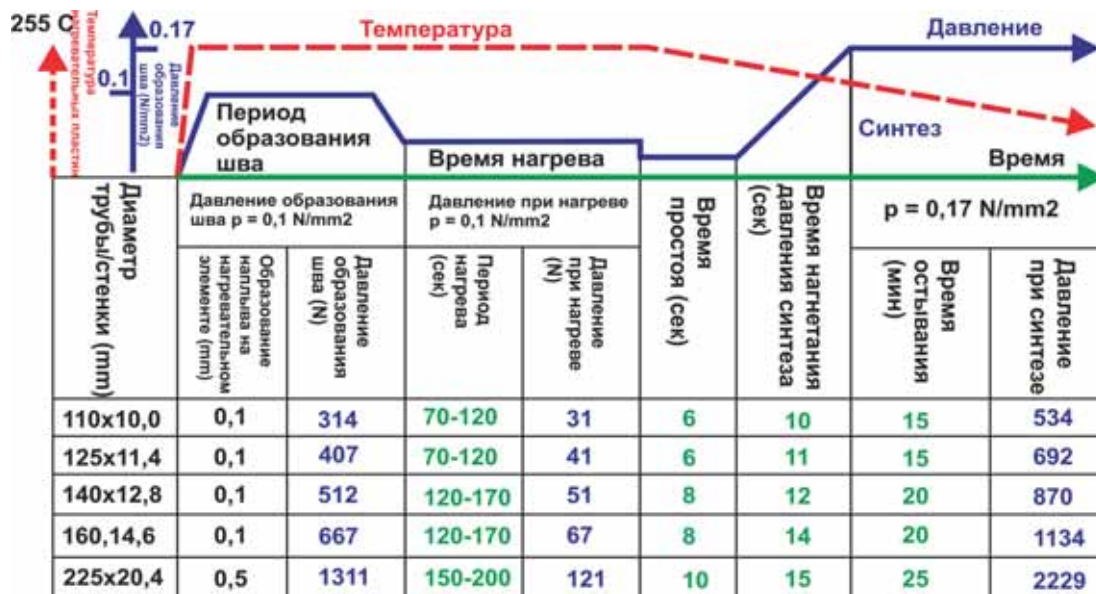 255 C
Температура
нагревательных пластин
0.17
0.1
Давление
образования
шва (N/mm2)
Температура
Давление
Период
образования
шва
Время нагрева
Синтез
Время
Диаметр
трубы/стенки (mm)
Давление образования
шва p = 0,1 N/mm2
Давление при нагреве
p = 0,1 N/mm2
Время
простоя (сек)
Время нагнетания
давления синтеза
(сек)
p = 0,17 N/mm2
Образование
наплыва на
нагревательном
элементе (mm)
Давление
образования
шва (N)
Период
нагрева
(сек)
Давление
при нагреве
(N)
Время
остывания
(мин)
Давление
при синтезе
110x10,0 0,1 314 70-120 31 6 10 15 534
125x11,4 0,1 407 70-120 41 6 11 15 692
140x12,8 0,1 512 120-170 51 8 12 20 870
160,14,6 0,1 667 120-170 67 8 14 20 1134
225x20,4 0,5 1311 150-200 121 10 15 25 2229